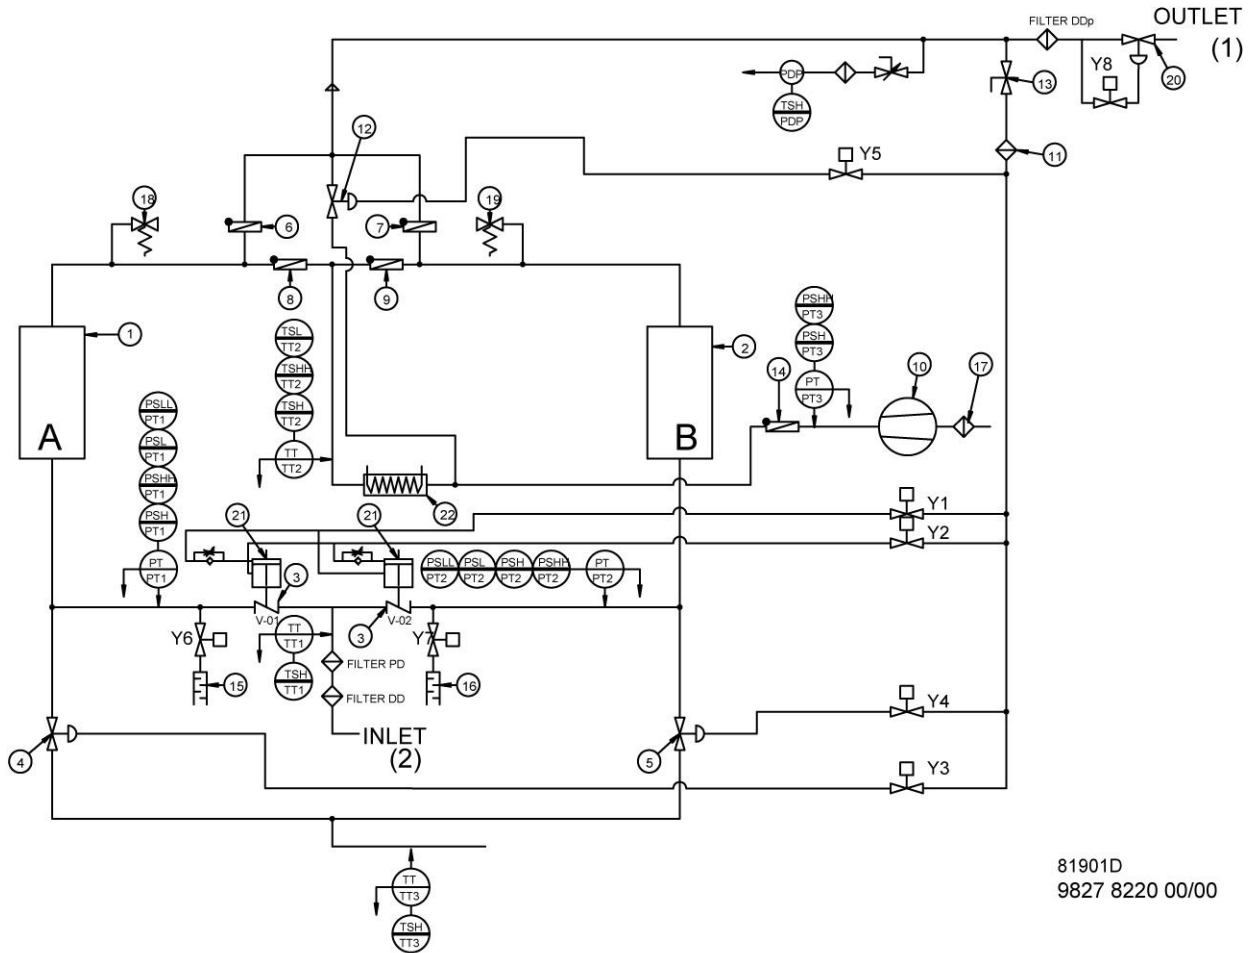 FILTER DDp
OUTLET
(1)
Y8
20
PDP
TSH
PDP
13
12
Y5
11
18
19
6
7
8
9
1
TSL
TT2
TSHH
TT2
TSH
TT2
TT
TT2
2
PSHH
PT3
PSH
PT3
PT
PT3
14
10
17
A
B
PSLL
PT1
PSL
PT1
PSHH
PT1
PSH
PT1
PT
PT1
22
21
21
Y1
Y2
PSLL
PT2
PSL
PT2
PSH
PT2
PSHH
PT2
PT
PT2
3
V-01
3
V-02
Y6
Y7
TT
TT1
TSH
TT1
FILTER PD
FILTER DD
15
16
INLET
(2)
4
5
Y4
Y3
TT
TT3
TSH
TT3
81901D
9827 8220 00/00